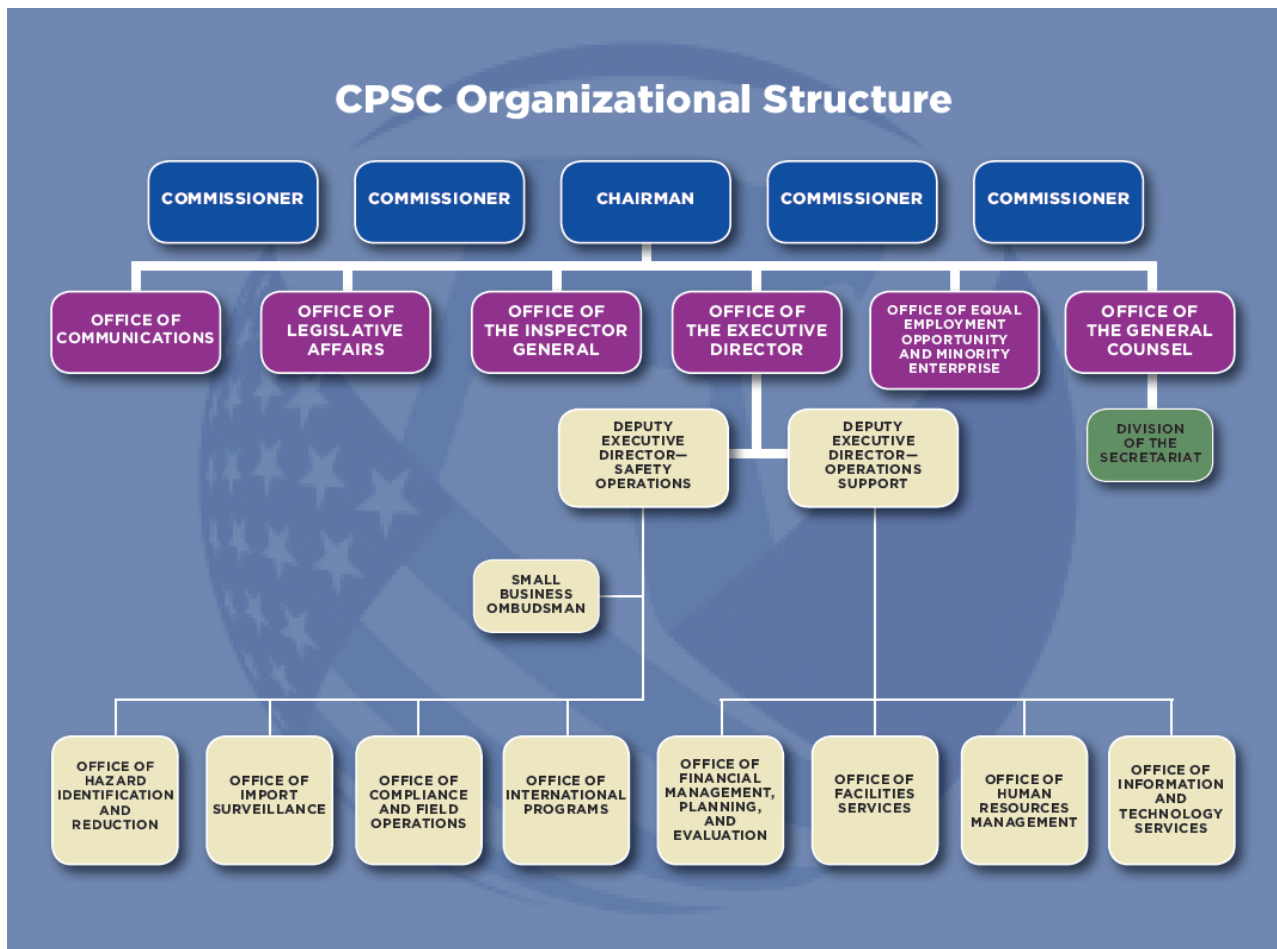 CPSC Organizational Structure
COMMISSIONER
COMMISSIONER
CHAIRMAN
COMMISSIONER
COMMISSIONER
OFFICE OF
COMMUNICATIONS
OFFICE OF
LEGISLATIVE
AFFAIRS
OFFICE OF
THE INSPECTOR
GENERAL
OFFICE OF
THE EXECUTIVE
DIRECTOR
OFFICE OF EQUAL
EMPLOYMENT
OPPORTUNITY
AND MINORITY
ENTERPRISE
OFFICE OF
THE GENERAL
COUNSEL
DEPUTY
EXECUTIVE
DIRECTOR—
SAFETY
OPERATIONS
DEPUTY
EXECUTIVE
DIRECTOR—
OPERATIONS
SUPPORT
DIVISION
OF THE
SECRETARIAT
SMALL
BUSINESS
OMBUDSMAN
OFFICE OF
HAZARD
IDENTIFICATION
AND
REDUCTION
OFFICE OF
IMPORT
SURVEILLANCE
OFFICE OF
COMPLIANCE
AND FIELD
OPERATIONS
OFFICE OF
INTERNATIONAL
PROGRAMS
OFFICE OF
FINANCIAL
MANAGEMENT,
PLANNING,
AND
EVALUATION
OFFICE OF
FACILITIES
SERVICES
OFFICE OF
HUMAN
RESOURCES
MANAGEMENT
OFFICE OF
INFORMATION
AND
TECHNOLOGY
SERVICES